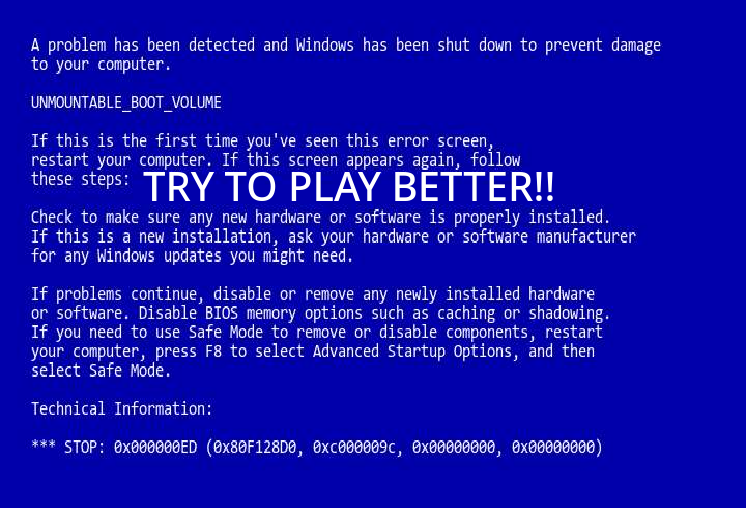 A problem has been detected and Windows has been shut down to prevent damage
to your computer.
UNMOUNTABLE_BOOT_VOLUME
If this is the first time you've seen this error screen,
restart your computer. If this screen appears again, follow
these steps:
TRY TO PLAY BETTER!!
Check to make sure any new hardware or software is properly installed.
If this is a new installation, ask your hardware or software manufacturer
for any Windows updates you might need.
If problems continue, disable or remove any newly installed hardware
or software. Disable BIOS memory options such as caching or shadowing.
If you need to use Safe Mode to remove or disable components, restart
your computer, press F8 to select Advanced Startup Options, and then
select Safe Mode.
Technical Information:
*** STOP: 0x000000ED (0x80F128D0, 0xc000009c, 0x00000000, 0x00000000)